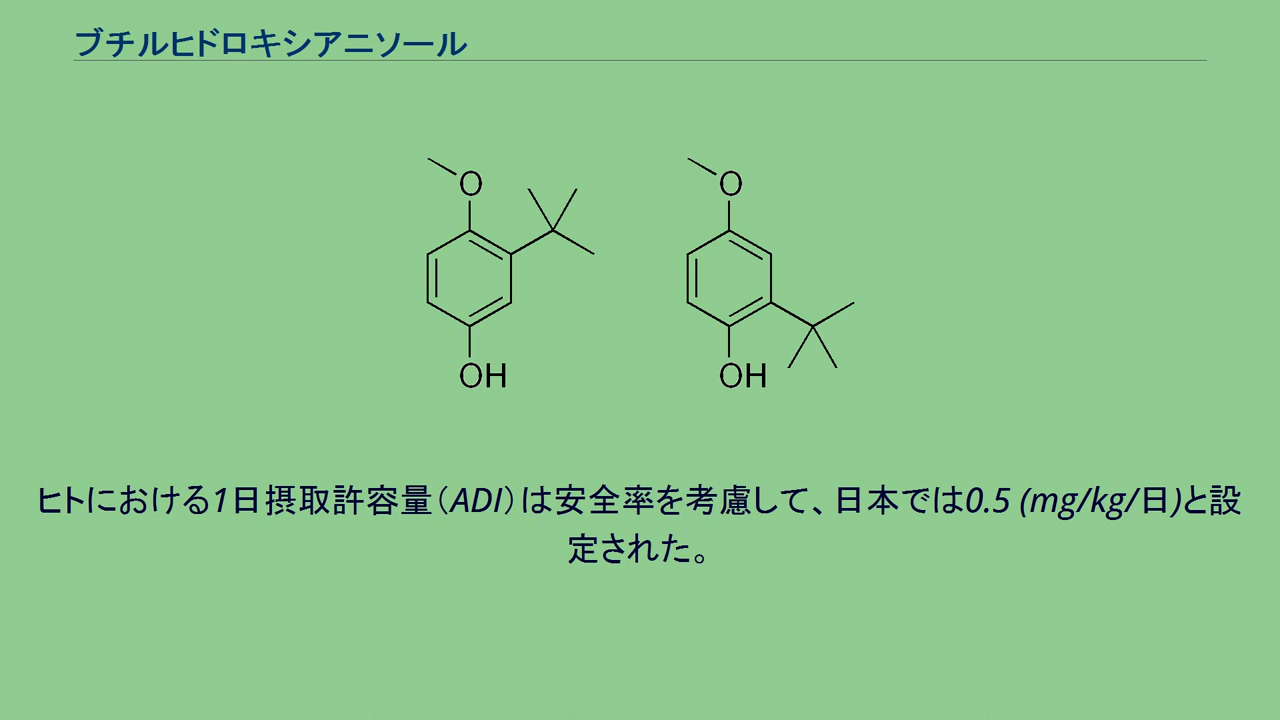 ブチルヒドロキシアニソール
O
O
OH
OH
ヒトにおける1日摂取許容量（ADI）は安全率を考慮して、日本では0.5 (mg/kg/日)と設
定された。